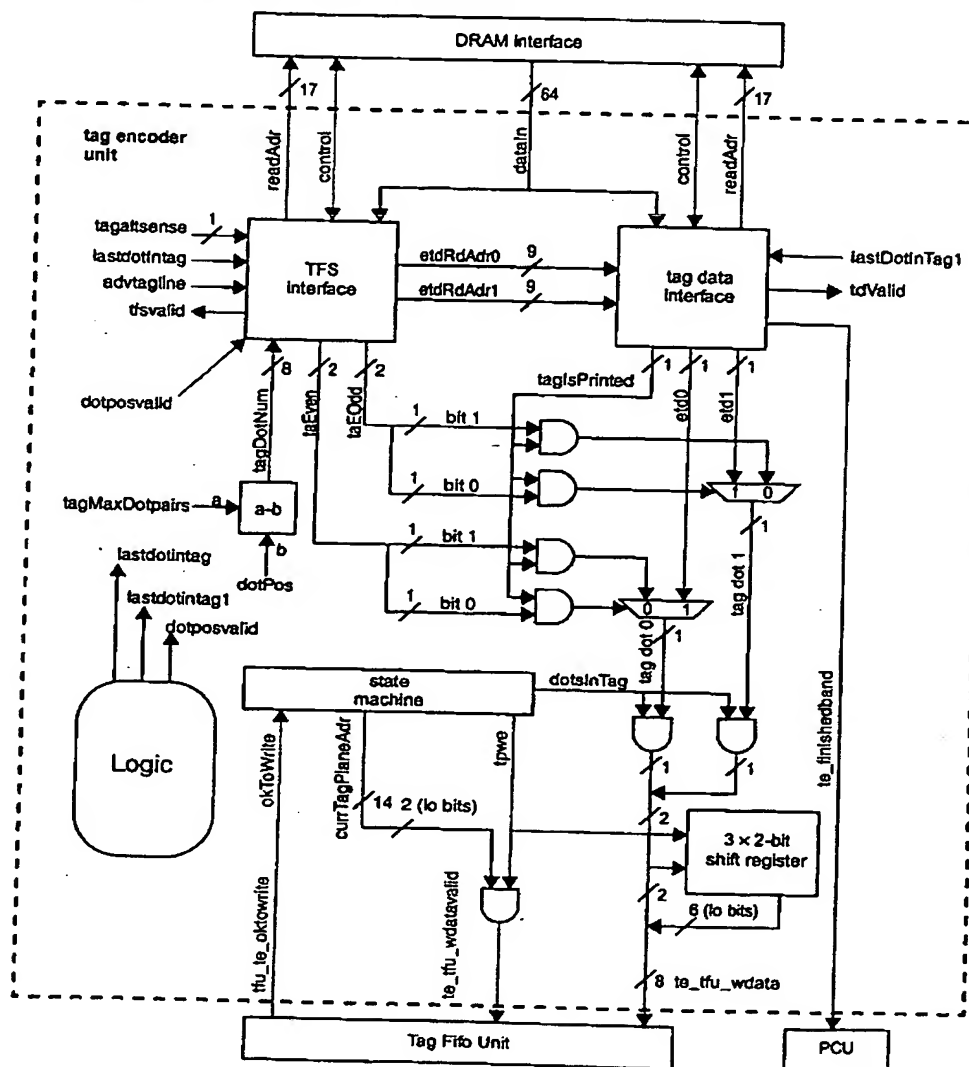 DRAM interface
17
64
17
tag encoder
unit
readAdr
control
dataIn
control
readAdr
tagaltsense
1
lastdotintag
advtagline
tfsvalid
dotposvalid
TFS
interface
etdRdAdr0
9
etdRdAdr1
9
tag data
interface
lastDotInTag1
tdValid
8
2
2
1
1
1
tagDotNum
taEven
taEOdd
tagIsPrinted
etd0
etd1
1
bit 1
1
bit 0
1
0
1
tag dot 1
tagMaxDotpairs
a
a-b
b
dotPos
1
bit 1
1
bit 0
0
1
tag dot 0
1
lastdotintag
lastdotintag1
dotposvalid
Logic
state
machine
dotsInTag
okToWrite
currTagPlaneAdr
tpwe
14
2 (lo bits)
1
1
2
3 × 2-bit
shift register
2
6 (lo bits)
te_finishedband
tfu_te_oktowrite
te_tfu_wdatavalid
8
te_tfu_wdata
Tag Fifo Unit
PCU